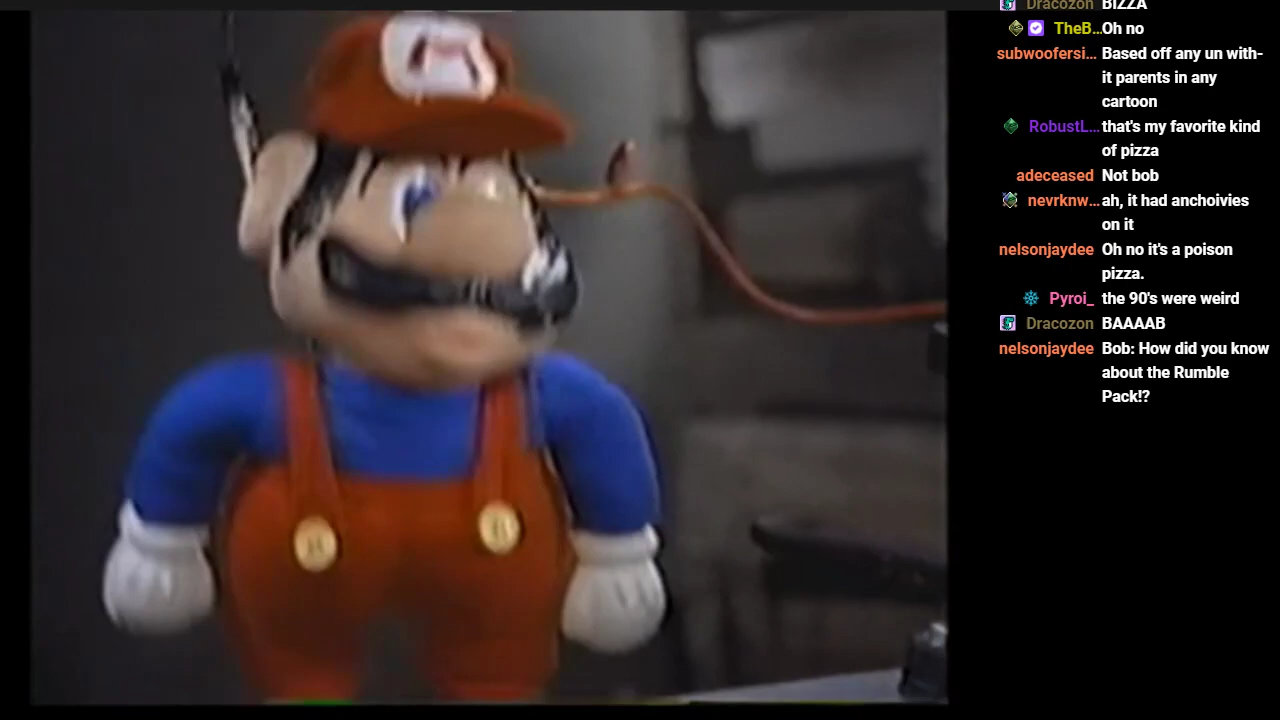 Dracozon BIZZA
TheB… Oh no
subwoofersi… Based off any un with-
it parents in any
cartoon
RobustL… that's my favorite kind
of pizza
adeceased Not bob
nevrknw… ah, it had anchoivies
on it
nelsonjaydee Oh no it's a poison
pizza.
Pyroi_ the 90's were weird
Dracozon BAAAAB
nelsonjaydee Bob: How did you know
about the Rumble
Pack!?
M